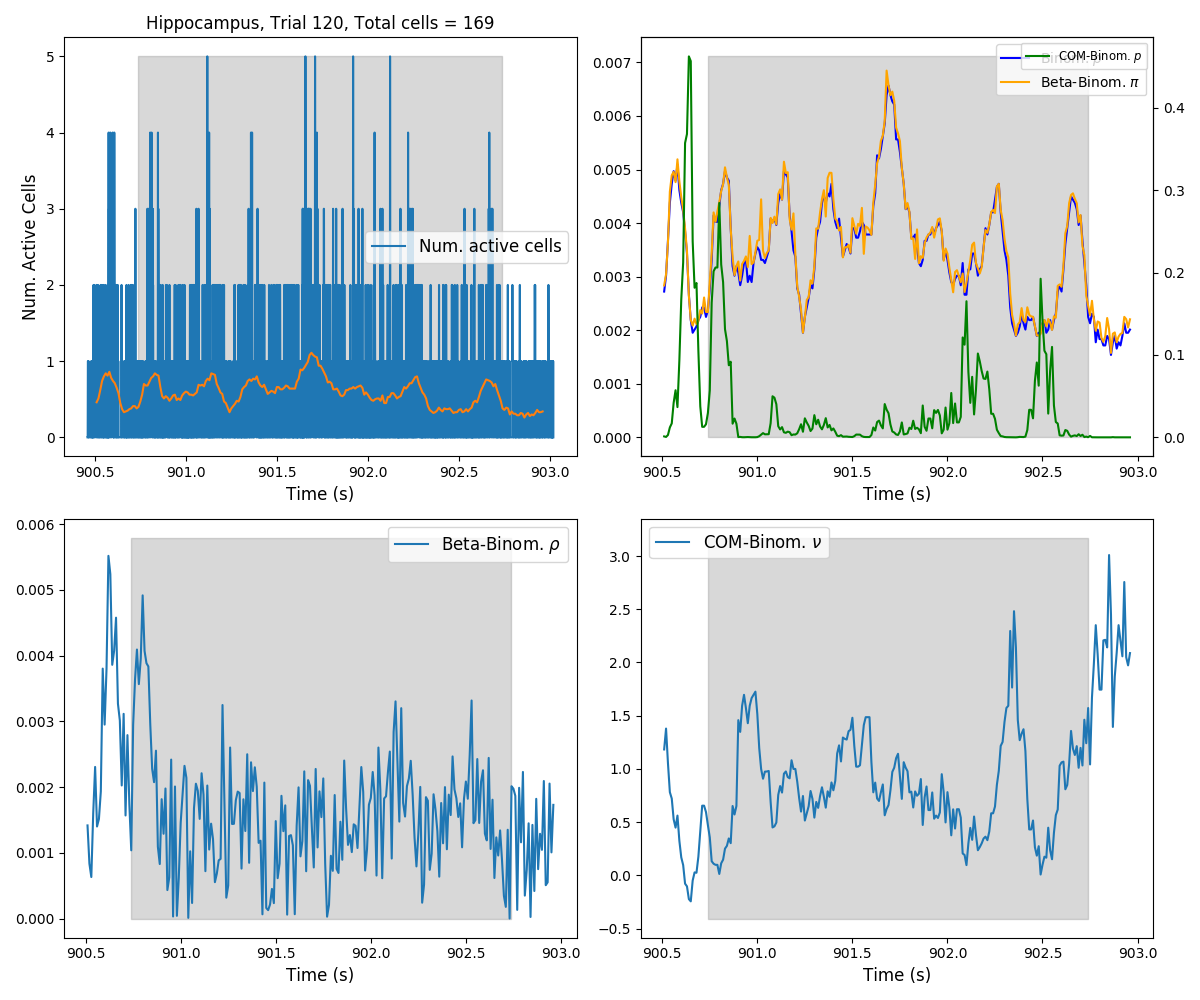 Hippocampus, Trial 120, Total cells = 169
Num. Active Cells
5
4
3
2
1
0
Num. active cells
900.5 901.0 901.5 902.0 902.5 903.0
Time (s)
0.007
0.006
0.005
0.004
0.003
0.002
0.001
0.000
COM-Binom. p
Beta-Binom. π
0.4
0.3
0.2
0.1
0.0
900.5 901.0 901.5 902.0 902.5 903.0
Time (s)
0.006
0.005
0.004
0.003
0.002
0.001
0.000
Beta-Binom. ρ
900.5 901.0 901.5 902.0 902.5 903.0
Time (s)
3.0
2.5
2.0
1.5
1.0
0.5
0.0
−0.5
COM-Binom. ν
900.5 901.0 901.5 902.0 902.5 903.0
Time (s)